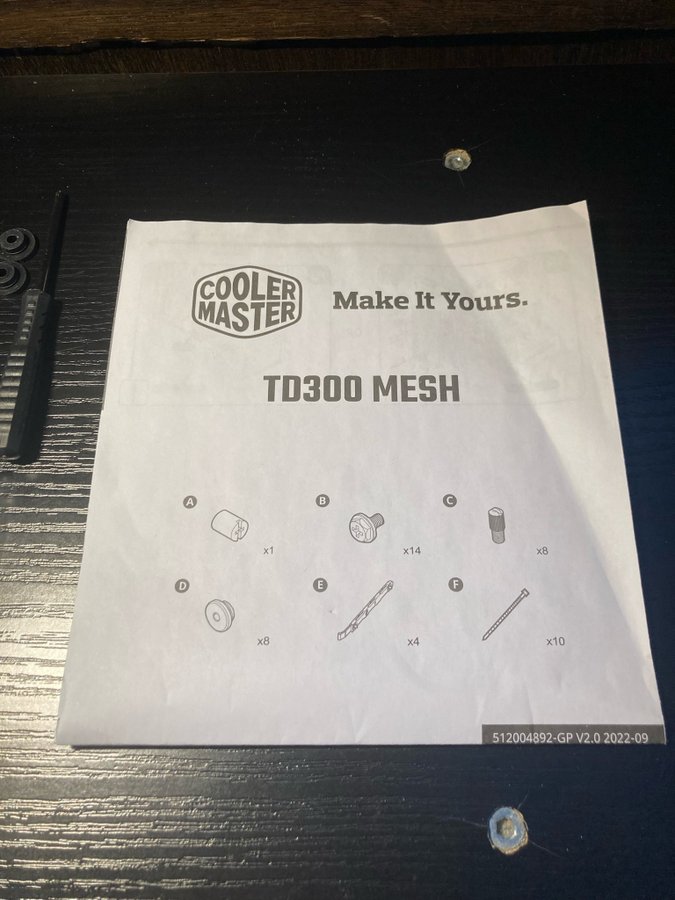 COOLER
MASTER
Make It Yours.
TD300 MESH
A
B
C
x1
x14
x8
D
E
F
x8
x4
x10
512004892-GP V2.0 2022-09